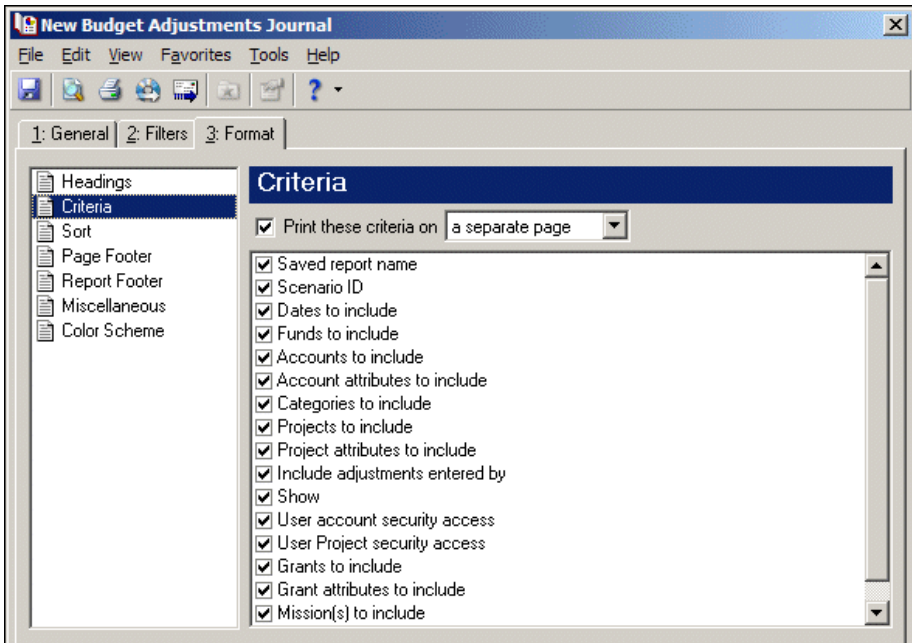 New Budget Adjustments Journal
File Edit View Favorites Tools Help
1: General 2: Filters 3: Format
Headings
Criteria
Sort
Page Footer
Report Footer
Miscellaneous
Color Scheme
Criteria
Print these criteria on a separate page
Saved report name
Scenario ID
Dates to include
Funds to include
Accounts to include
Account attributes to include
Categories to include
Projects to include
Project attributes to include
Include adjustments entered by
Show
User account security access
User Project security access
Grants to include
Grant attributes to include
Mission(s) to include